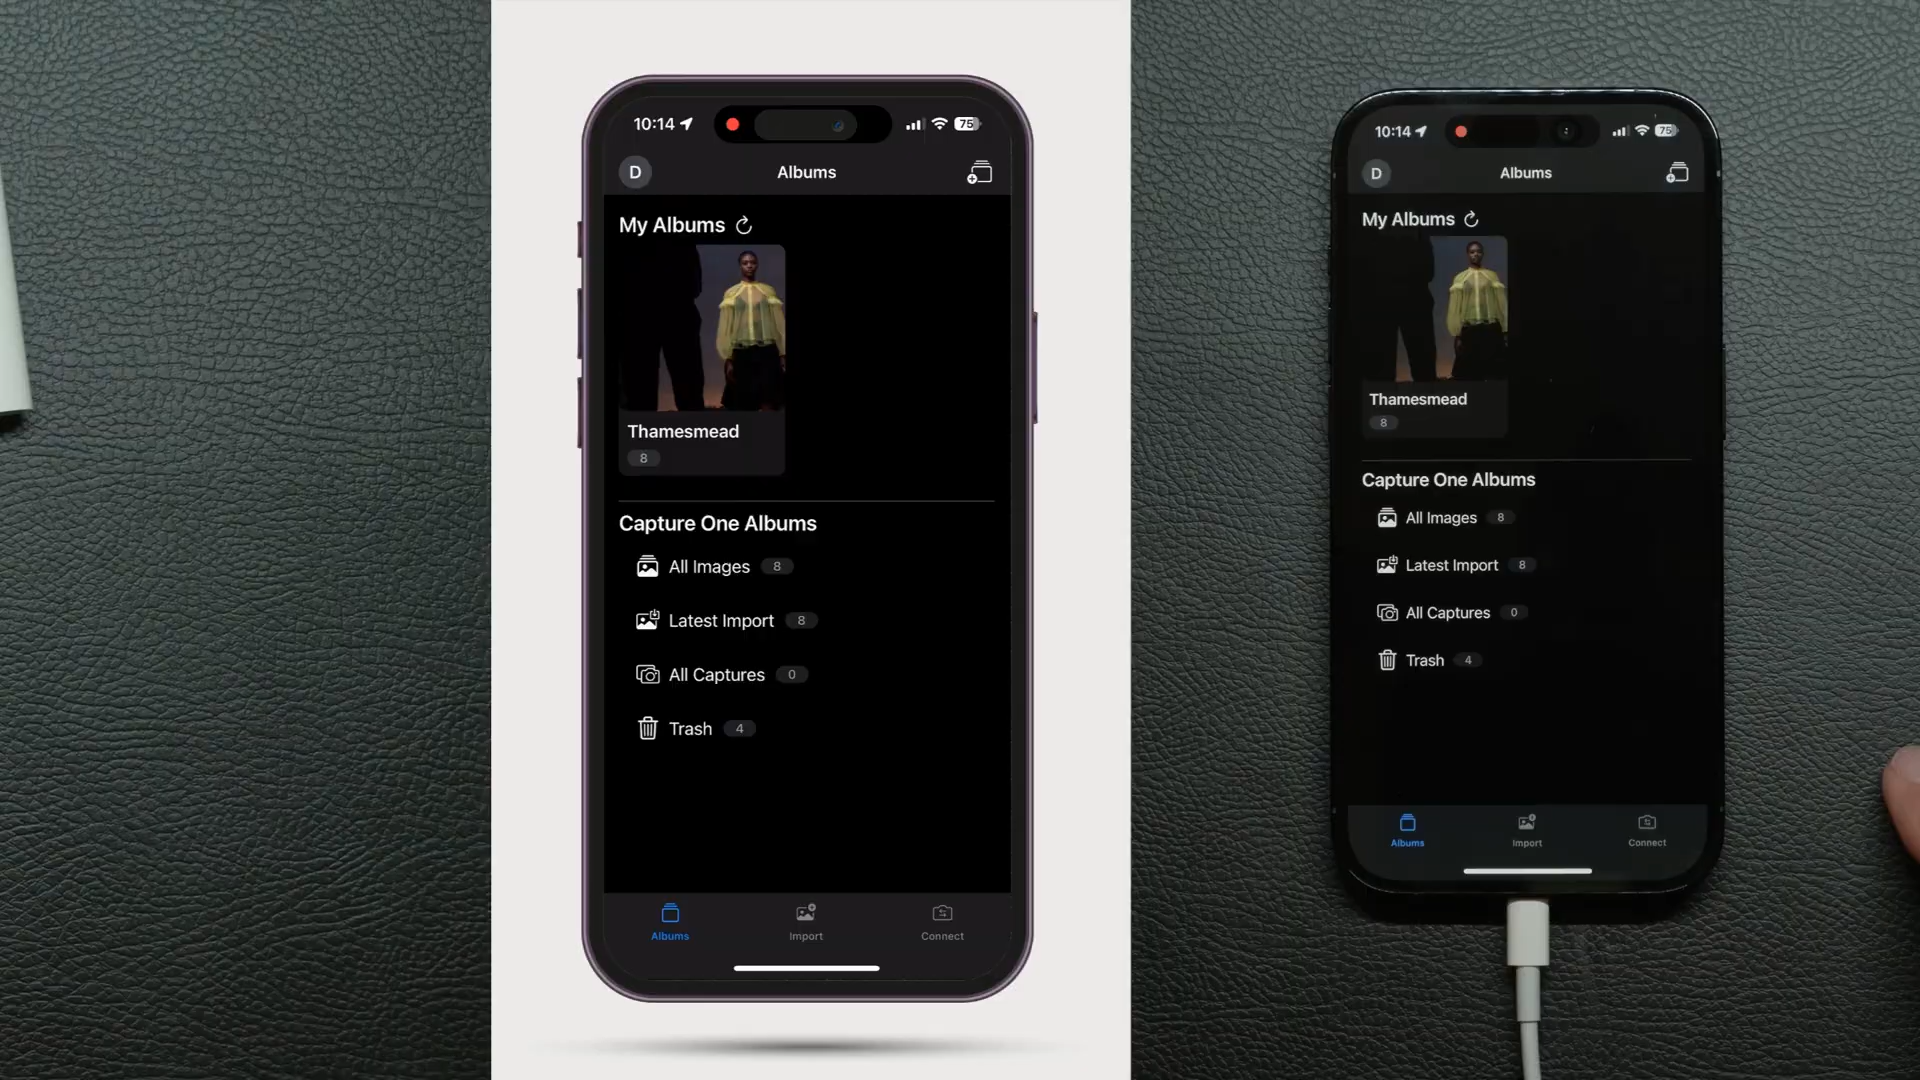 10:14
75
D
Albums
My Albums
Thamesmead
8
Capture One Albums
All Images 8
Latest Import 8
All Captures 0
Trash 4
Albums Import Connect
10:14
75
D
Albums
My Albums
Thamesmead
8
Capture One Albums
All Images 8
Latest Import 8
All Captures 0
Trash 4
Albums Import Connect